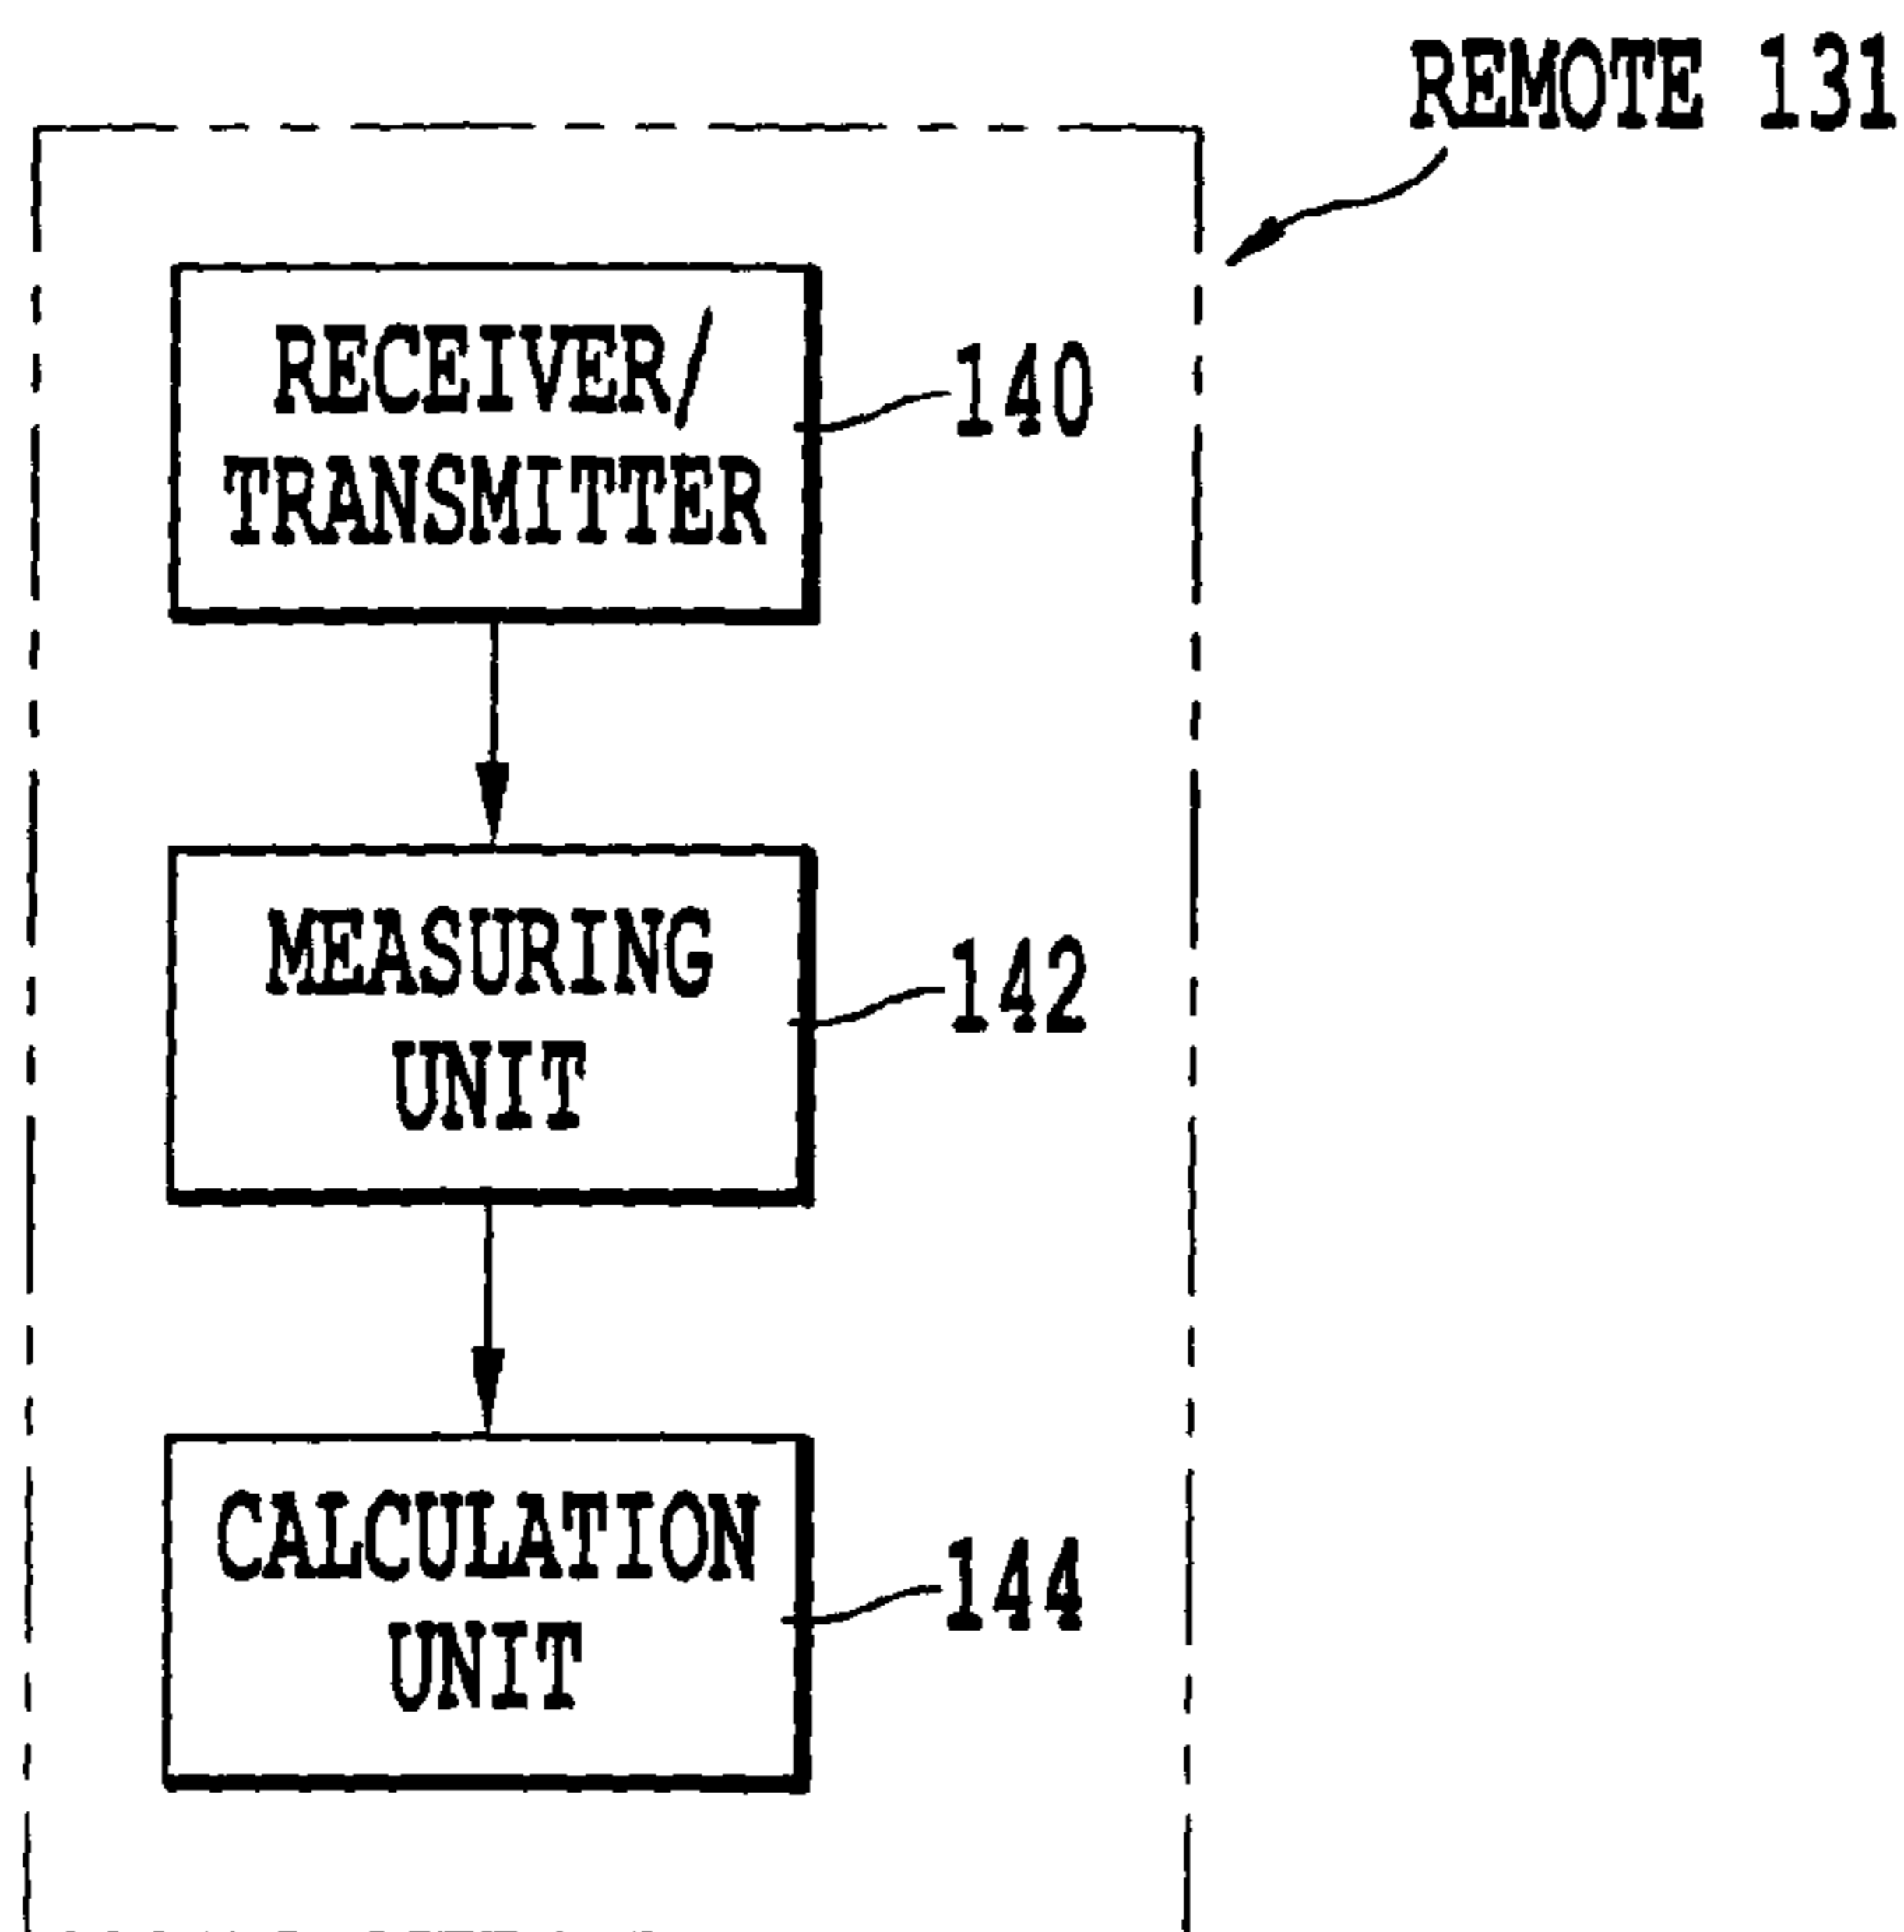 REMOTE 131
RECEIVER/
TRANSMITTER
140
MEASURING
UNIT
142
CALCULATION
UNIT
144